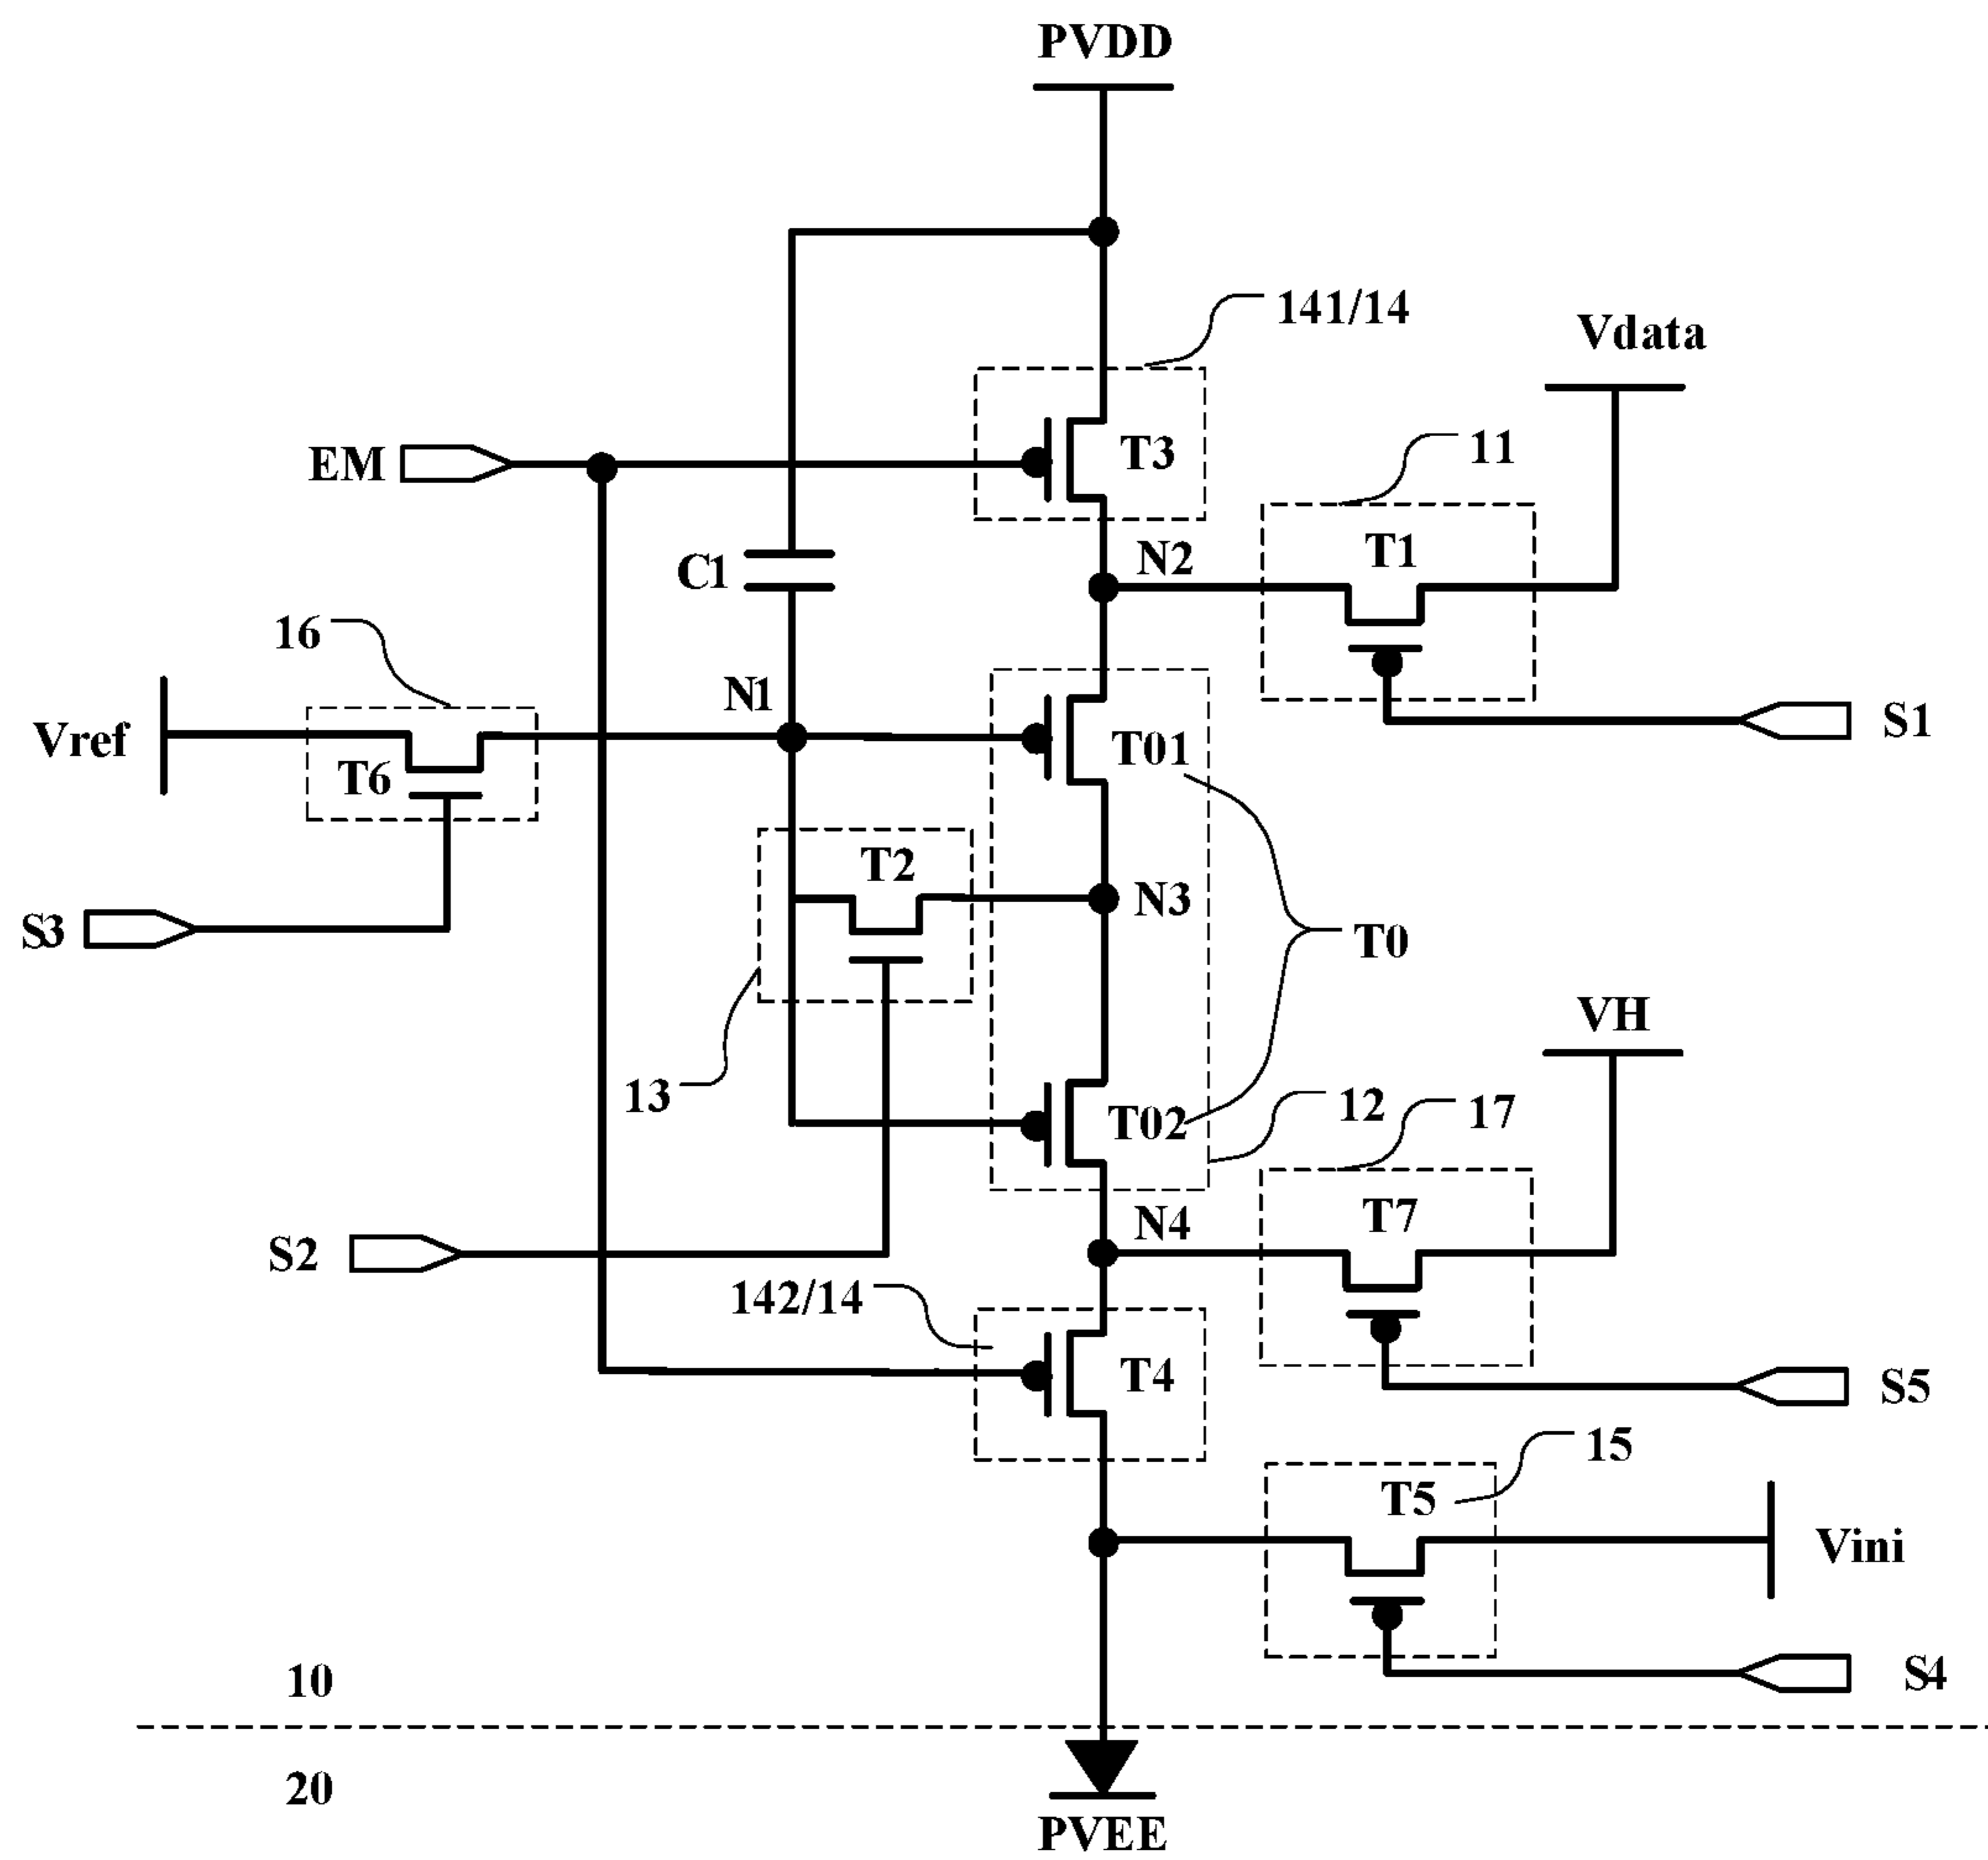 PVDD
141/14
Vdata
EM
T3
11
T1
N2
C1
16
N1
S1
Vref
T6
T01
T2
N3
S3
T0
VH
13
T02
12
17
T7
N4
S2
142/14
T4
S5
15
T5
Vini
10
S4
20
PVEE